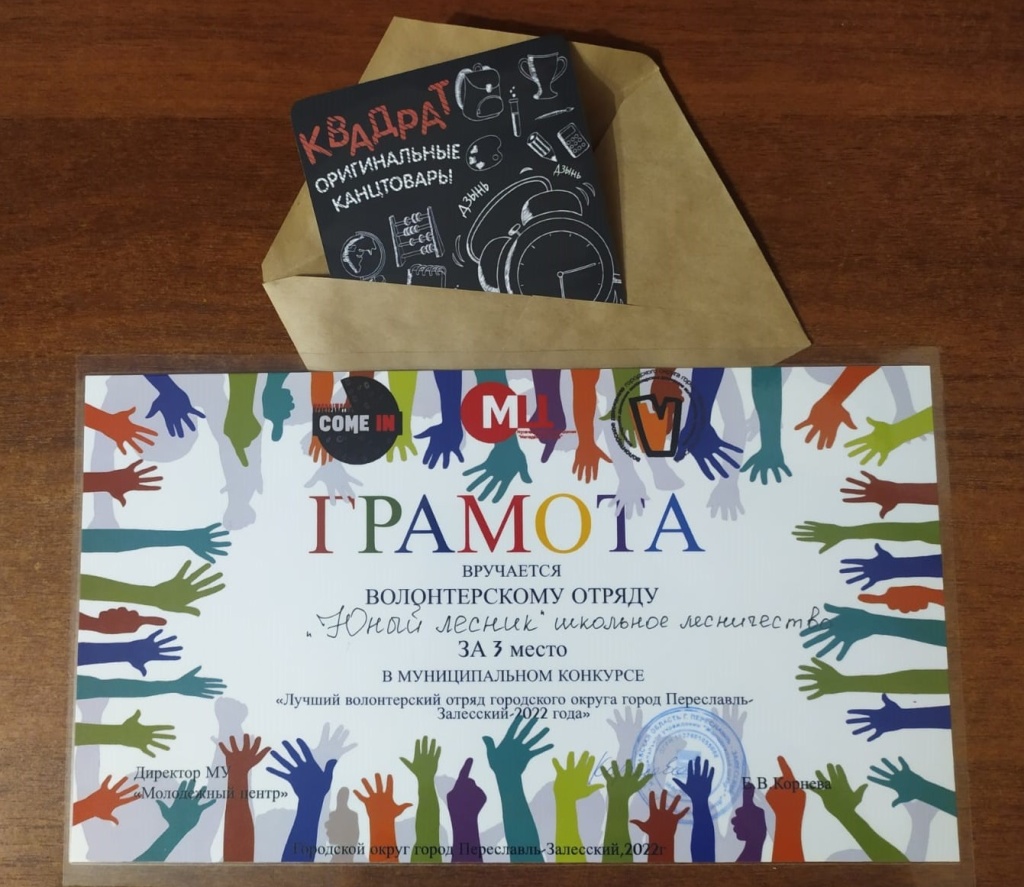 КВАДРАТ
ОРИГИНАЛЬНЫЕ
КАНЦТОВАРЫ
ДЗЫНЬ
ДЗЫНЬ
COME IN
МЦ
ГРАМОТА
ВРУЧАЕТСЯ
ВОЛОНТЕРСКОМУ ОТРЯДУ
„Юный лесник" школьное лесничество
ЗА 3 место
В МУНИЦИПАЛЬНОМ КОНКУРСЕ
«Лучший волонтерский отряд городского округа город Переславль-
Залесский-2022 года»
Директор МУ
«Молодежный центр»
Е.В.Корнева
Городской округ город Переславль-Залесский,2022г